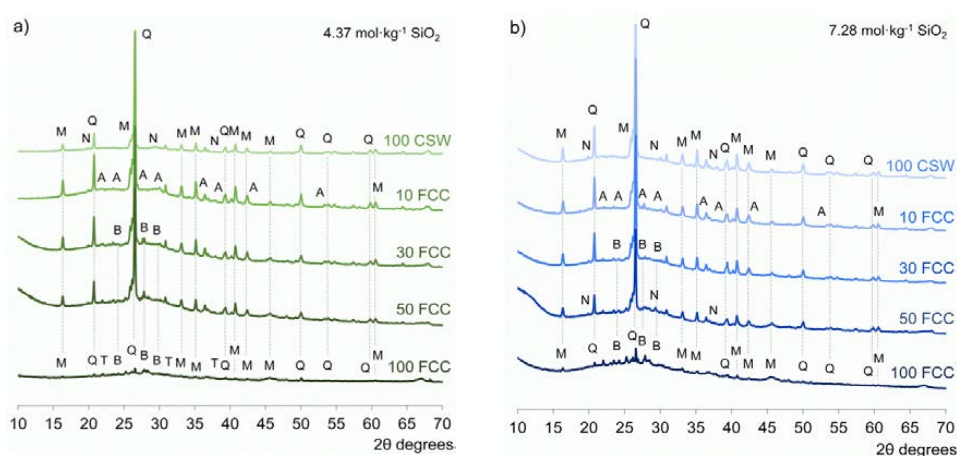 a)
4.37 mol·kg⁻¹ SiO₂
Q
M N Q M N M M N Q M M M Q Q Q
100 CSW
A A A A A A A A M
10 FCC
B B B
30 FCC
50 FCC
M Q T B Q B B T M M T Q M M M Q Q Q M
100 FCC
10 15 20 25 30 35 40 45 50 55 60 65 70
2θ degrees
b)
7.28 mol·kg⁻¹ SiO₂
Q
M N Q M N M M N Q M M M Q Q Q
100 CSW
A A A A A A A A M
10 FCC
B B B
30 FCC
N N N
50 FCC
M Q B Q B B M M Q M M M Q Q Q M
100 FCC
10 15 20 25 30 35 40 45 50 55 60 65 70
2θ degrees